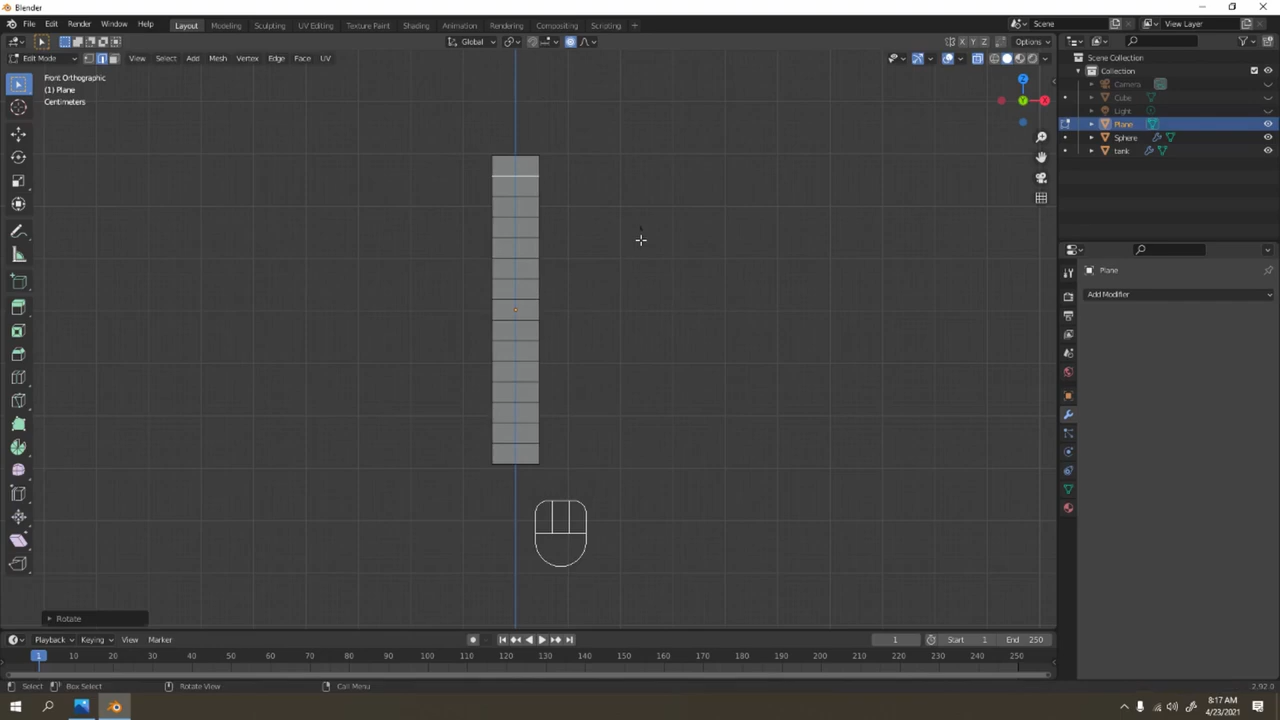 Blender
File Edit Render Window Help Layout Modeling Sculpting UV Editing Texture Paint Shading Animation Rendering Compositing Scripting + Scene View Layer
Global X Y Z Options
Edit Mode View Select Add Mesh Vertex Edge Face UV
Scene Collection
Collection
Camera
Cube
Light
Plane
Sphere
tank
Front Orthographic
(1) Plane
Centimeters
Z
X
Y
Plane
Add Modifier
Rotate
Playback Keying View Marker 1 Start 1 End 250
1 10 20 30 40 50 60 70 80 90 100 110 120 130 140 150 160 170 180 190 200 210 220 230 240 250
Select Box Select Rotate View Call Menu 2.92.0
8:17 AM
4/23/2021